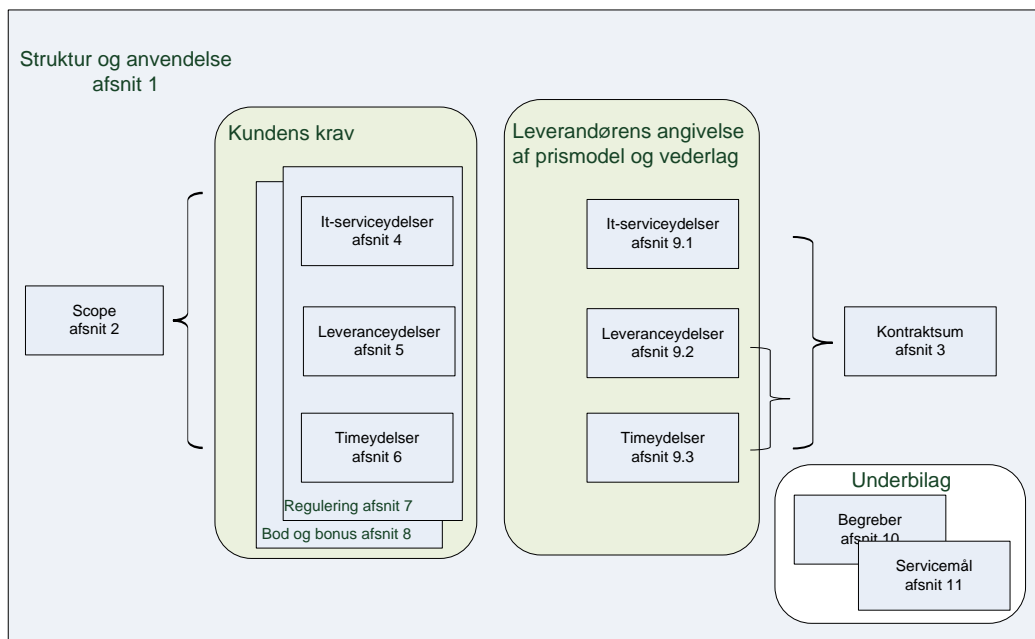 Struktur og anvendelse
afsnit 1
Kundens krav
Leverandørens angivelse
af prismodel og vederlag
It-serviceydelser
afsnit 4
It-serviceydelser
afsnit 9.1
Scope
afsnit 2
Leveranceydelser
afsnit 5
Leveranceydelser
afsnit 9.2
Kontraktsum
afsnit 3
Timeydelser
afsnit 6
Timeydelser
afsnit 9.3
Regulering afsnit 7
Bod og bonus afsnit 8
Underbilag
Begreber
afsnit 10
Servicemål
afsnit 11